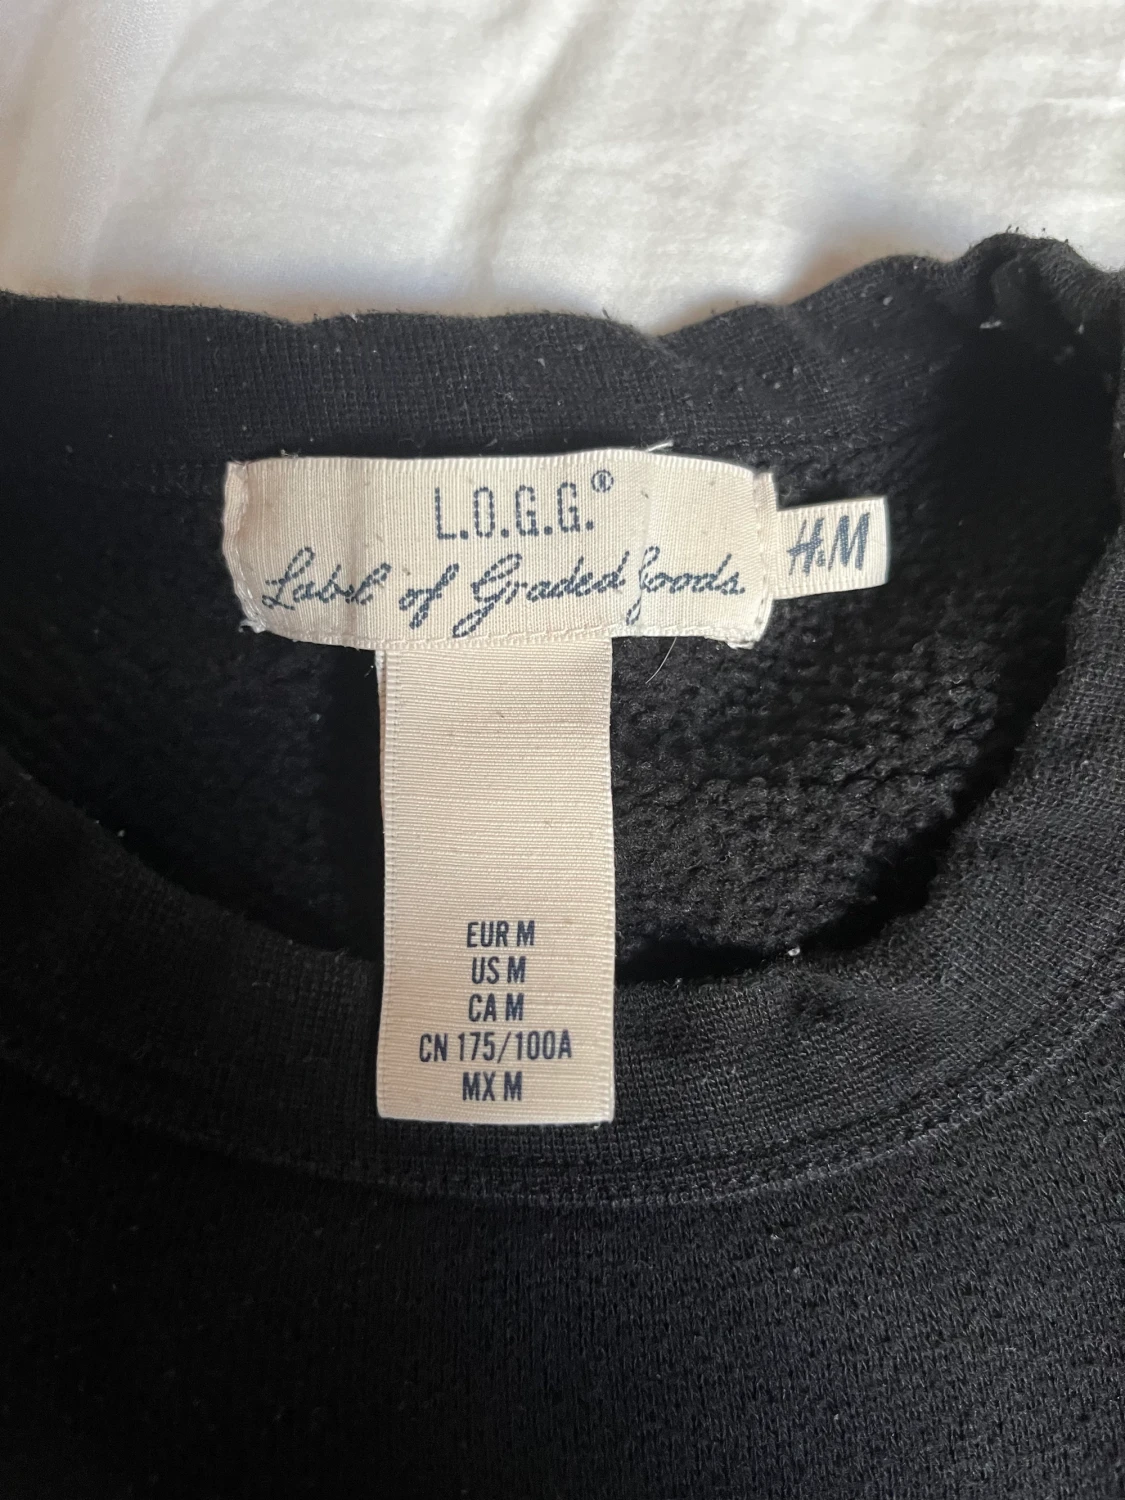 L.O.G.G.®
Label of Graded Goods.
H&M
EUR M
US M
CA M
CN 175/100A
MX M